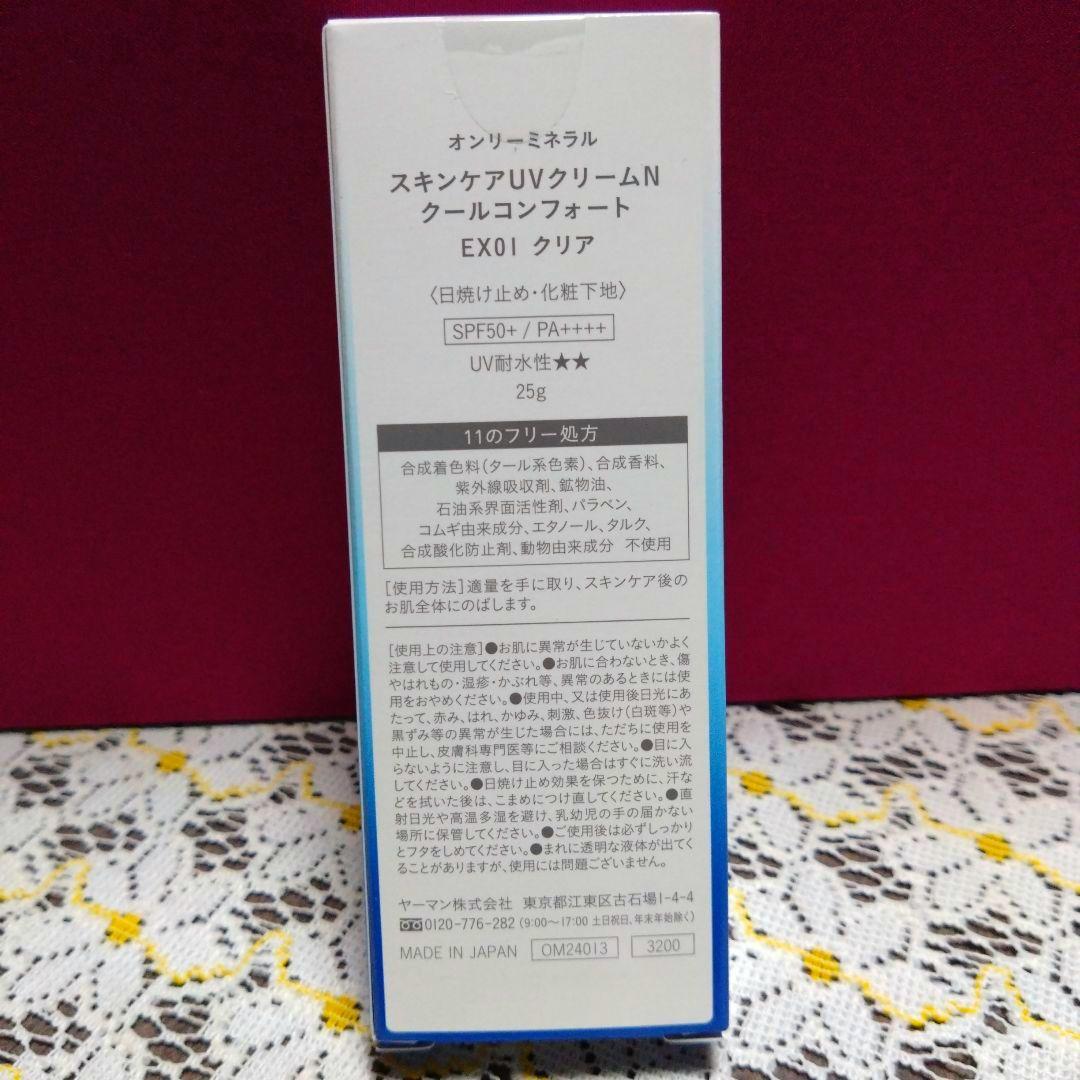 オンリーミネラル
スキンケアUVクリームN
クールコンフォート
EX01 クリア
〈日焼け止め・化粧下地〉
SPF50+ / PA++++
UV耐水性★★
25g
11のフリー処方
合成着色料(タール系色素)、合成香料、
紫外線吸収剤、鉱物油、
石油系界面活性剤、パラベン、
コムギ由来成分、エタノール、タルク、
合成酸化防止剤、動物由来成分 不使用
[使用方法]適量を手に取り、スキンケア後の
お肌全体にのばします。
[使用上の注意]●お肌に異常が生じていないかよく
注意して使用してください。●お肌に合わないとき、傷
やはれもの・湿疹・かぶれ等、異常のあるときには使
用をおやめください。●使用中、又は使用後日光にあ
たって、赤み、はれ、かゆみ、刺激、色抜け(白斑等)や
黒ずみ等の異常が生じた場合には、ただちに使用を
中止し、皮膚科専門医等にご相談ください。●目に入
らないように注意し、目に入った場合はすぐに洗い流
してください。●日焼け止め効果を保つために、汗な
どを拭いた後は、こまめにつけ直してください。●直
射日光や高温多湿を避け、乳幼児の手の届かない
場所に保管してください。●ご使用後は必ずしっかり
とフタをしめてください。●まれに透明な液体が出てく
ることがありますが、使用には問題ございません。
ヤーマン株式会社 東京都江東区古石場1-4-4
0120-776-282 (9:00〜17:00 土日祝日、年末年始除く)
MADE IN JAPAN OM24013 3200